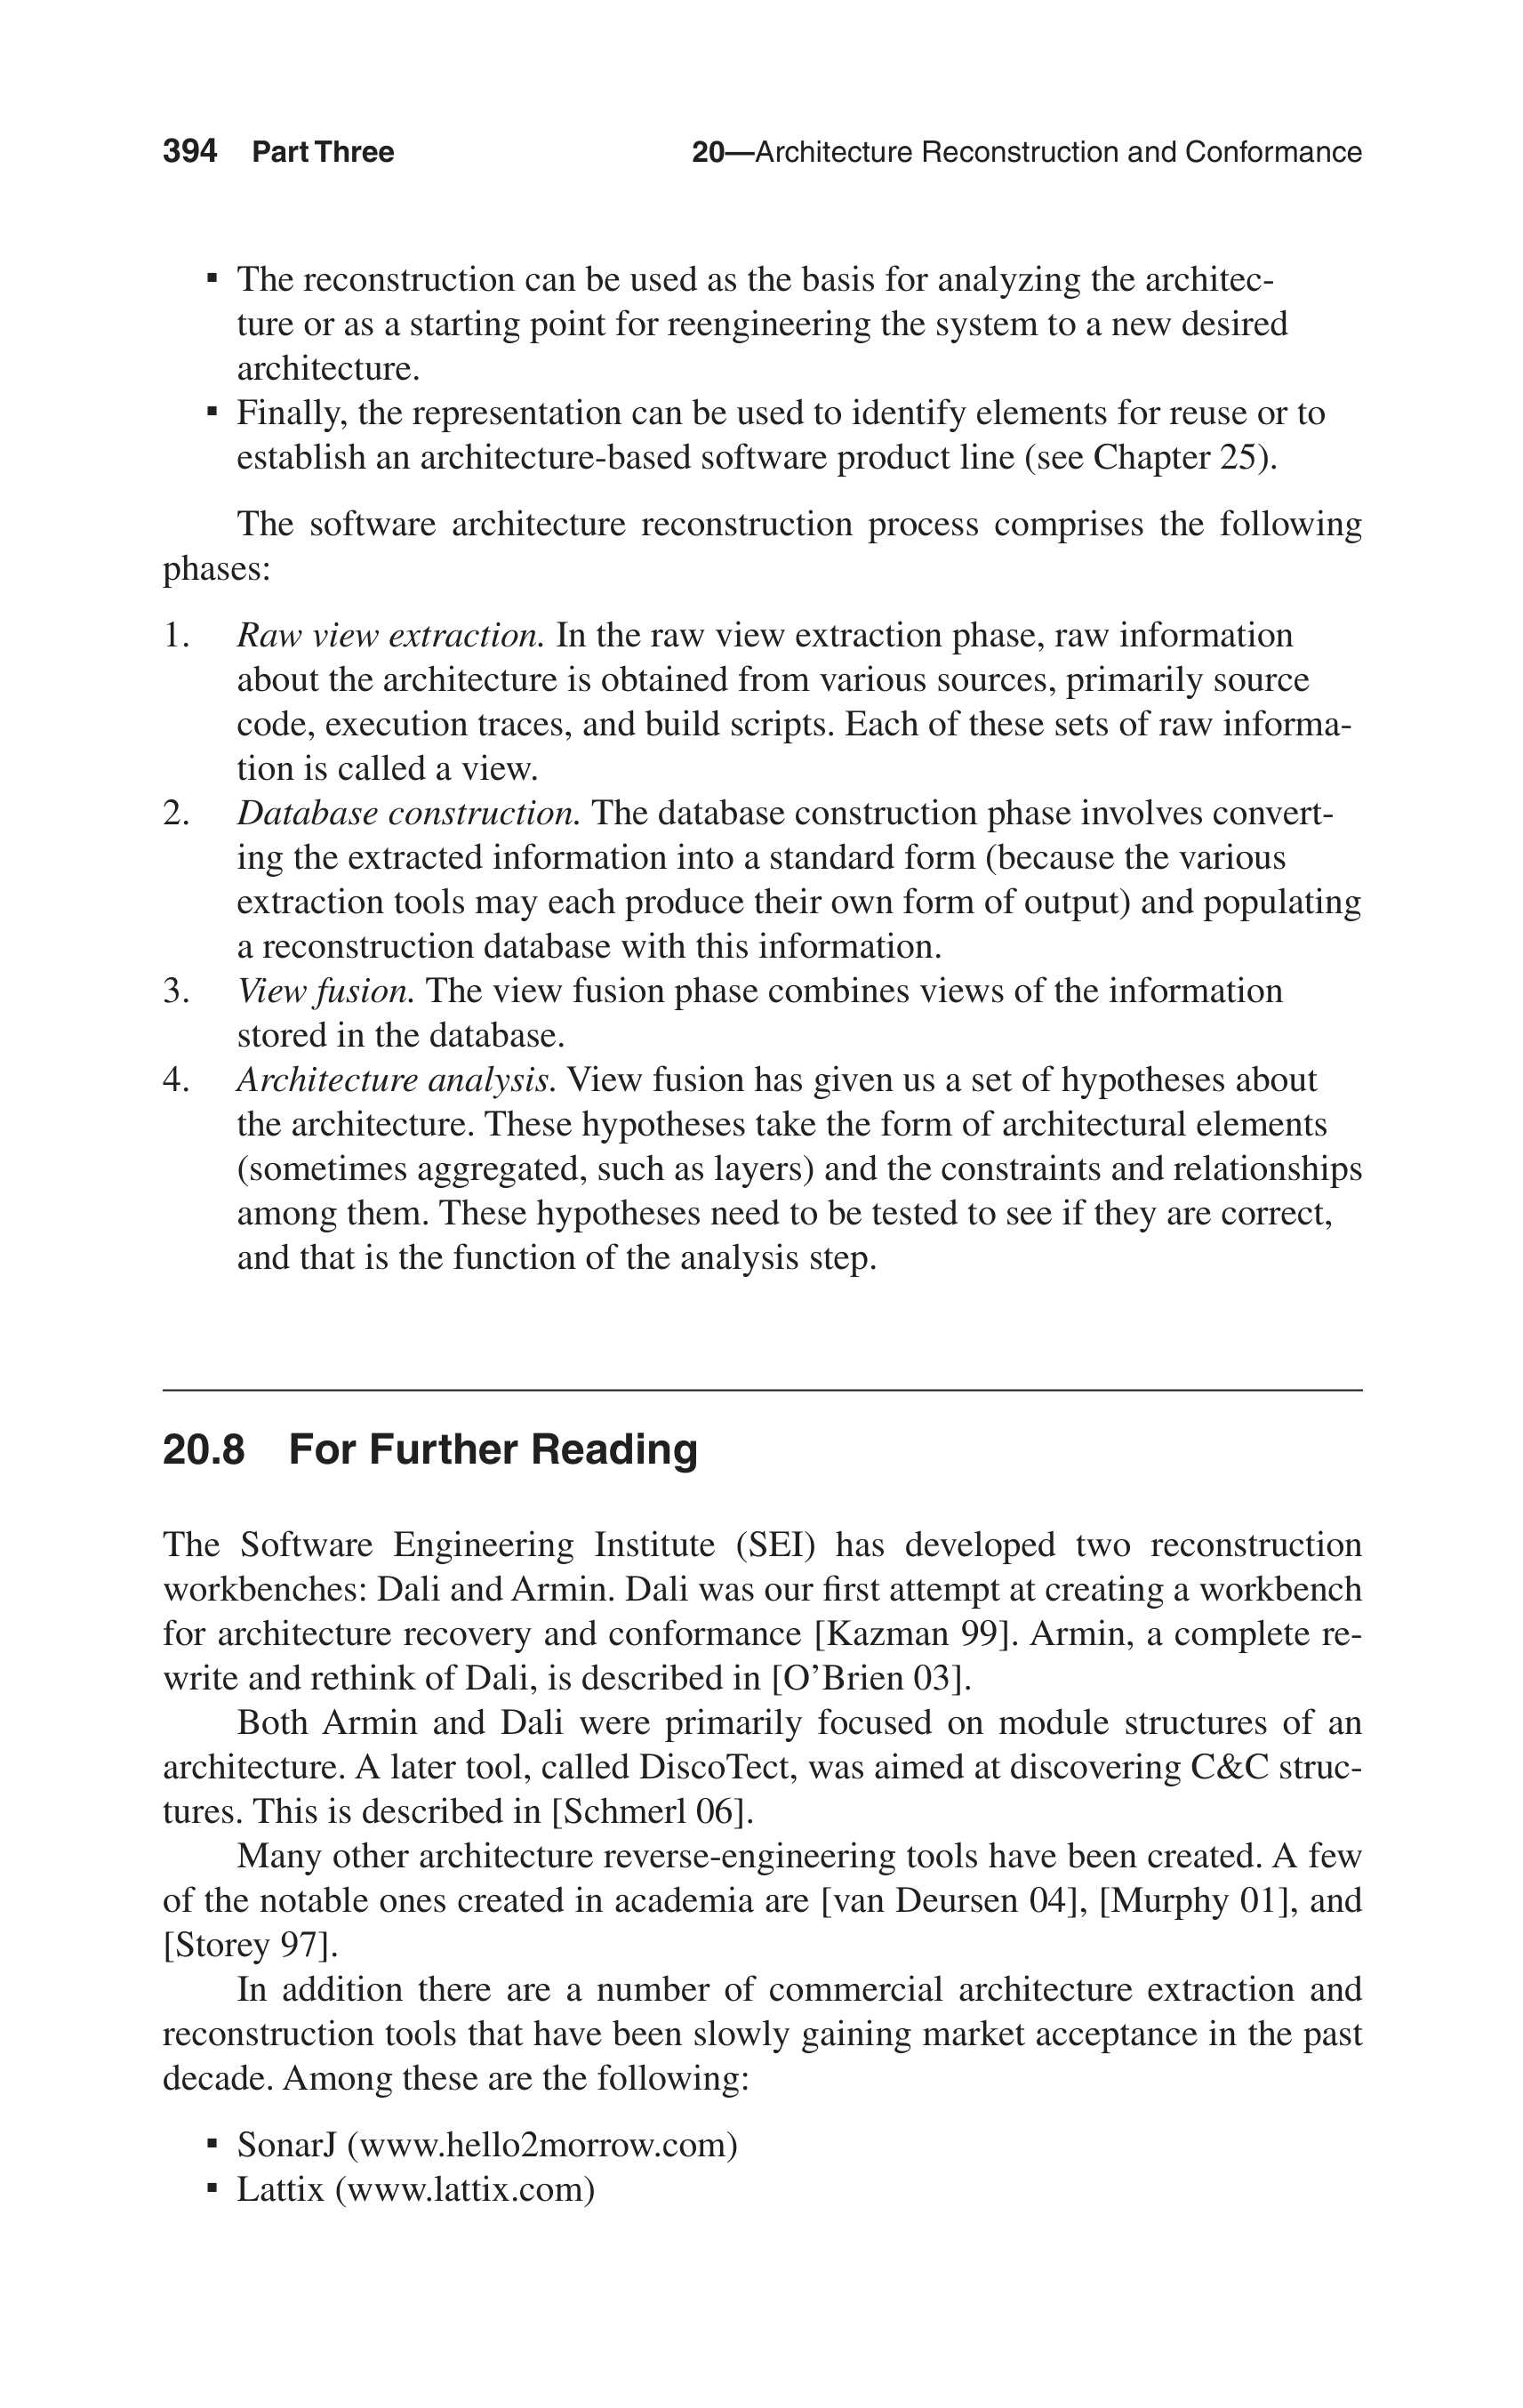 394 Part Three 20—Architecture Reconstruction and Conformance
▪ The reconstruction can be used as the basis for analyzing the architec-
ture or as a starting point for reengineering the system to a new desired
architecture.
▪ Finally, the representation can be used to identify elements for reuse or to
establish an architecture-based software product line (see Chapter 25).
The software architecture reconstruction process comprises the following
phases:
1. Raw view extraction. In the raw view extraction phase, raw information
about the architecture is obtained from various sources, primarily source
code, execution traces, and build scripts. Each of these sets of raw informa-
tion is called a view.
2. Database construction. The database construction phase involves convert-
ing the extracted information into a standard form (because the various
extraction tools may each produce their own form of output) and populating
a reconstruction database with this information.
3. View fusion. The view fusion phase combines views of the information
stored in the database.
4. Architecture analysis. View fusion has given us a set of hypotheses about
the architecture. These hypotheses take the form of architectural elements
(sometimes aggregated, such as layers) and the constraints and relationships
among them. These hypotheses need to be tested to see if they are correct,
and that is the function of the analysis step.
20.8 For Further Reading
The Software Engineering Institute (SEI) has developed two reconstruction
workbenches: Dali and Armin. Dali was our first attempt at creating a workbench
for architecture recovery and conformance [Kazman 99]. Armin, a complete re-
write and rethink of Dali, is described in [O’Brien 03].
Both Armin and Dali were primarily focused on module structures of an
architecture. A later tool, called DiscoTect, was aimed at discovering C&C struc-
tures. This is described in [Schmerl 06].
Many other architecture reverse-engineering tools have been created. A few
of the notable ones created in academia are [van Deursen 04], [Murphy 01], and
[Storey 97].
In addition there are a number of commercial architecture extraction and
reconstruction tools that have been slowly gaining market acceptance in the past
decade. Among these are the following:
▪ SonarJ (www.hello2morrow.com)
▪ Lattix (www.lattix.com)